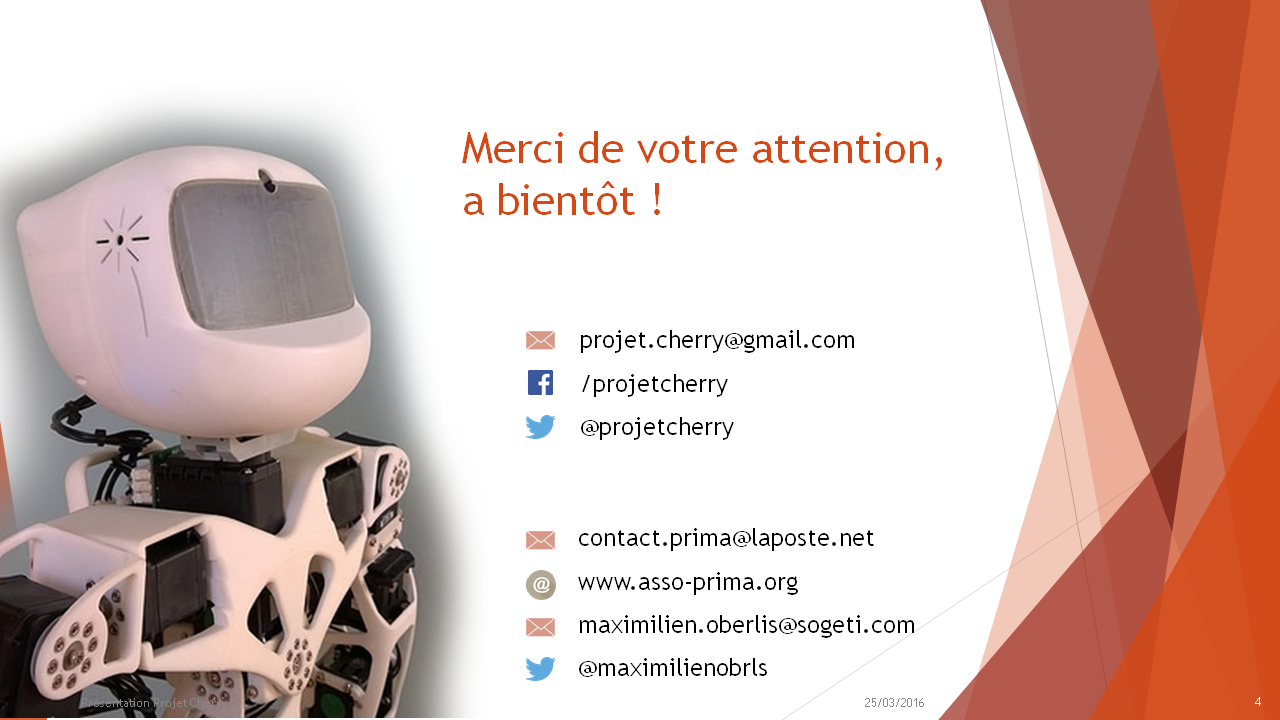 Merci de votre attention,
a bientôt !
projet.cherry@gmail.com
/projetcherry
@projetcherry
contact.prima@laposte.net
@
www.asso-prima.org
maximilien.oberlis@sogeti.com
@maximilienobrls
Présentation Projet Cherry
25/03/2016
4